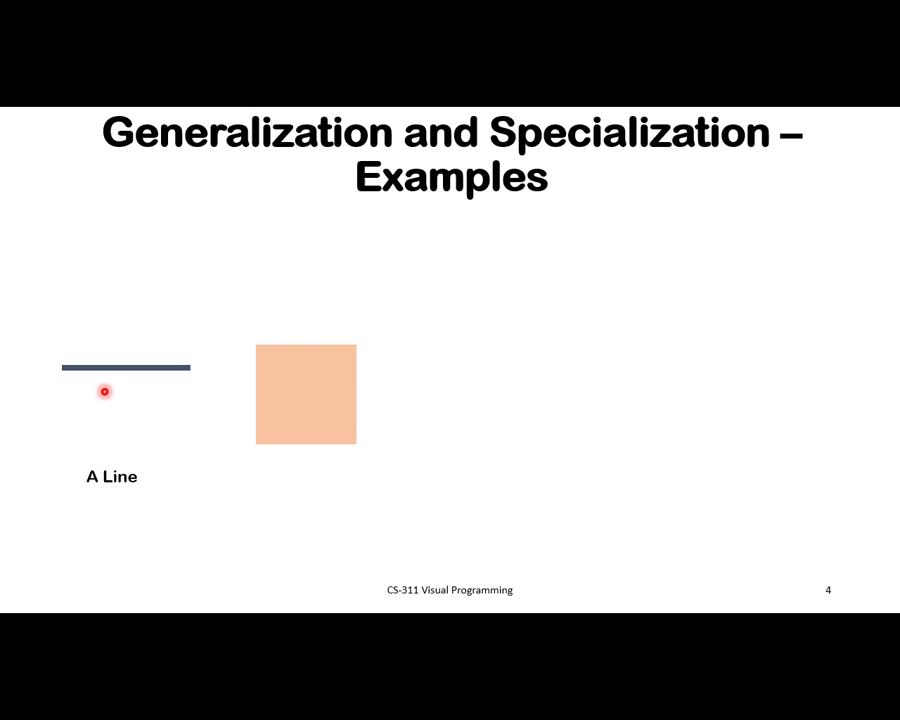 Generalization and Specialization –
Examples
A Line
CS-311 Visual Programming
4